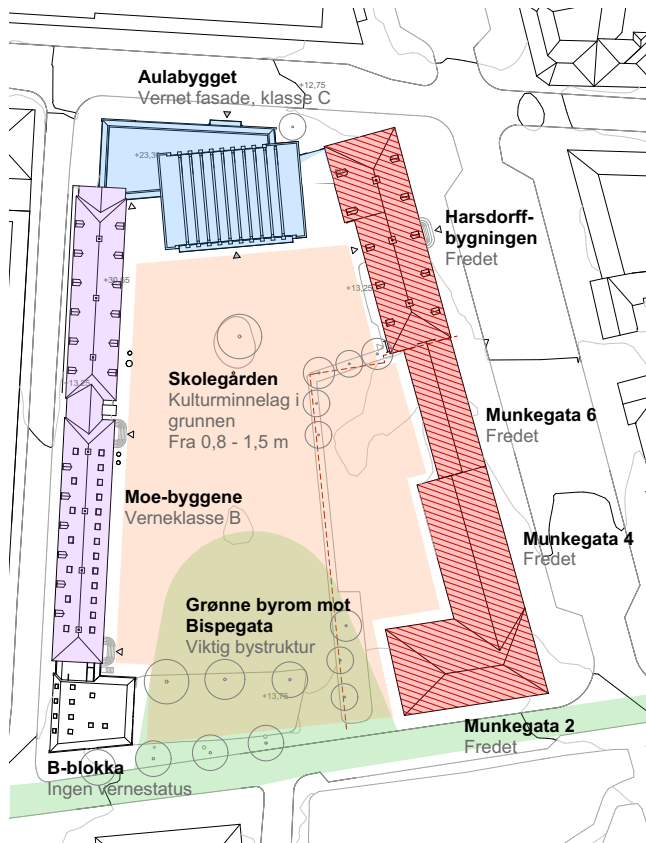 Aulabygget
Vernet fasade, klasse C
+12,75
+23,3
Harsdorff-
bygningen
Fredet
+30,65
+13,25
Skolegården
Kulturminnelag i
grunnen
Fra 0,8 - 1,5 m
Munkegata 6
Fredet
Moe-byggene
Verneklasse B
Munkegata 4
Fredet
Grønne byrom mot
Bispegata
Viktig bystruktur
+13,75
Munkegata 2
Fredet
B-blokka
Ingen vernestatus